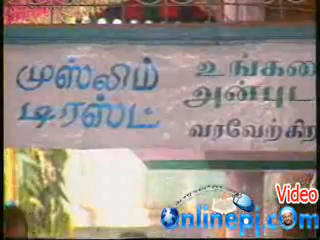 முஸ்லிம்
டிரஸ்ட்
உங்களை
அன்புட
வரவேற்கிற
Video
Onlinepj.com